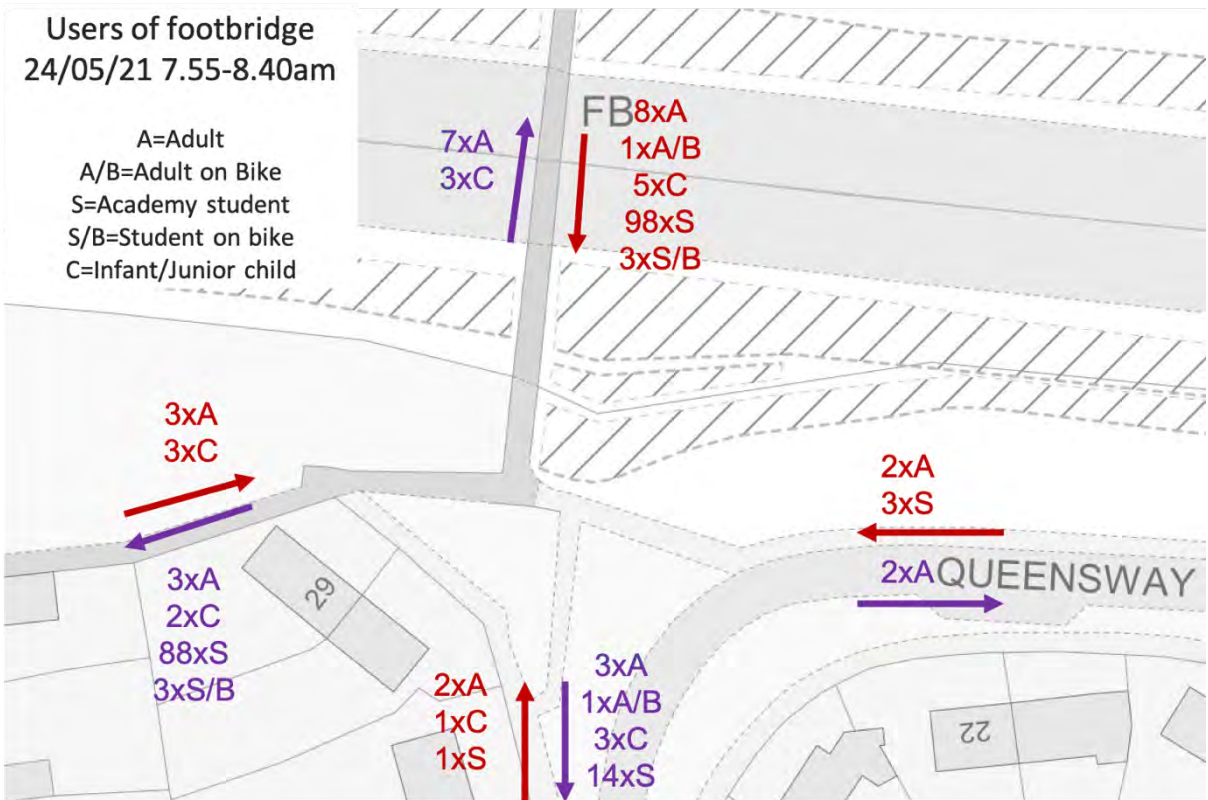 Users of footbridge
24/05/21 7.55-8.40am
A=Adult
A/B=Adult on Bike
S=Academy student
S/B=Student on bike
C=Infant/Junior child
7xA
3xC
FB
8xA
1xA/B
5xC
98xS
3xS/B
3xA
3xC
3xA
2xC
88xS
3xS/B
29
2xA
3xS
2xA
QUEENSWAY
2xA
1xC
1xS
3xA
1xA/B
3xC
14xS
22